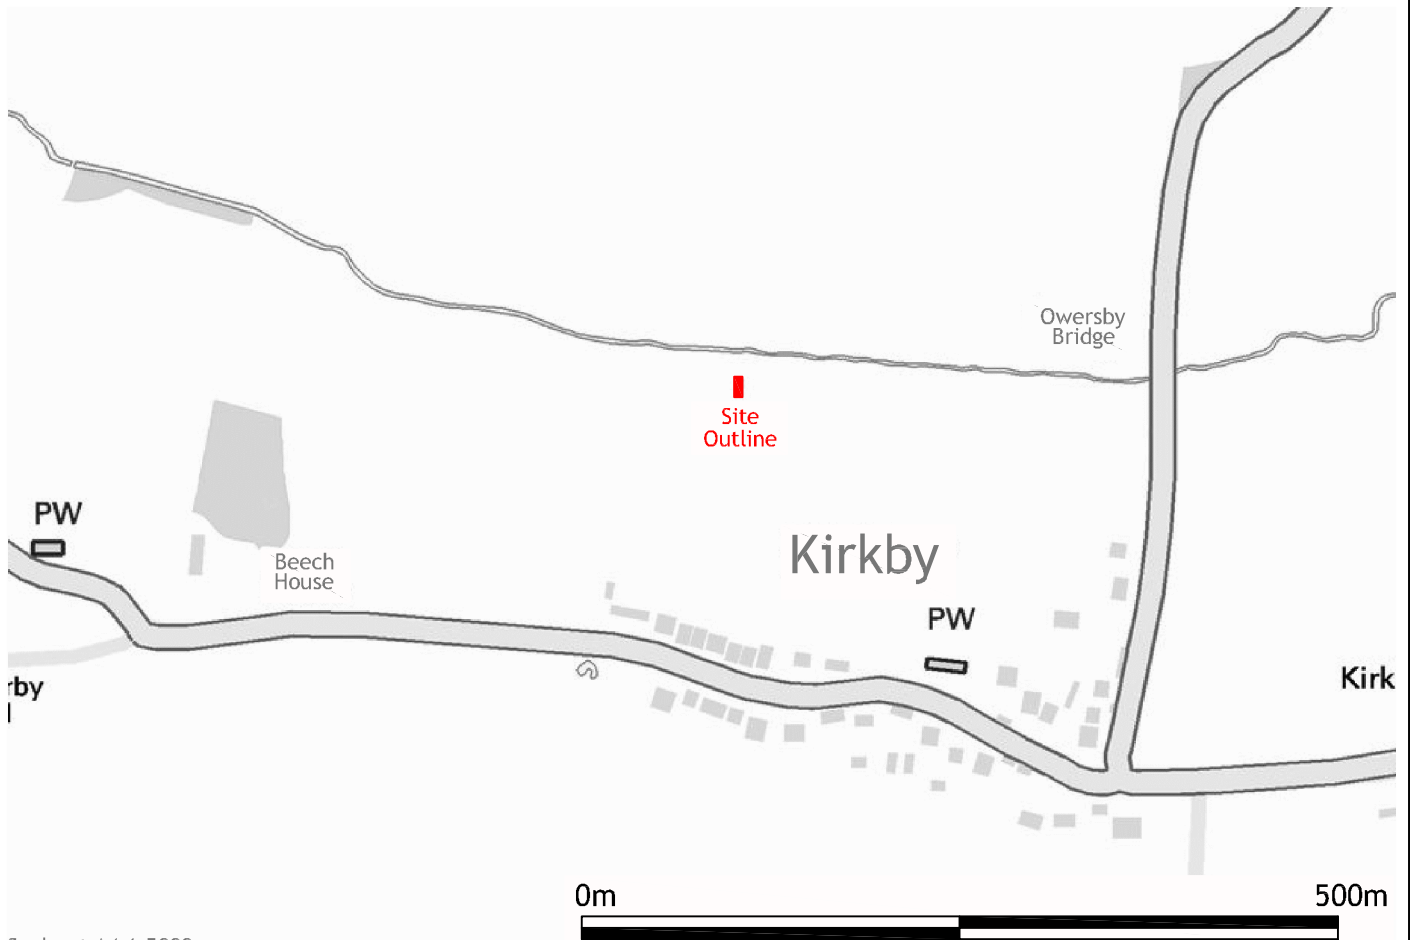 Owersby
Bridge
Site
Outline
PW
Kirkby
Beech
House
PW
rby
Kirk
0m
500m